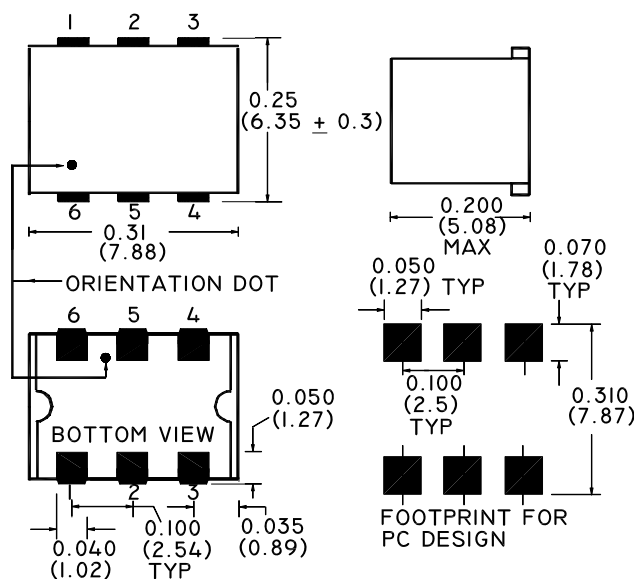 1 2 3
0.25
(6.35 ± 0.3)
6 5 4
0.31
(7.88)
0.200
(5.08)
MAX
ORIENTATION DOT
0.050
(1.27) TYP
0.070
(1.78)
TYP
6 5 4
0.100
(2.5)
TYP
0.310
(7.87)
0.050
(1.27)
BOTTOM VIEW
1 2 3
0.040
(1.02)
0.100
(2.54)
TYP
0.035
(0.89)
FOOTPRINT FOR
PC DESIGN